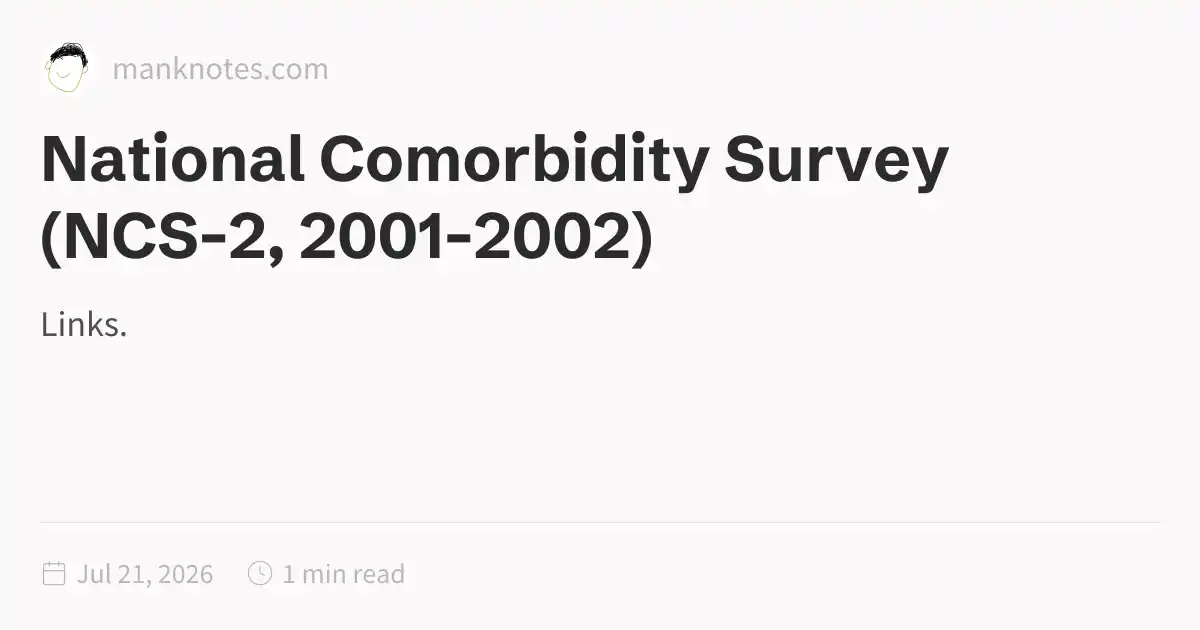 manknotes.com
National Comorbidity Survey
(NCS-2, 2001-2002)
Links.
Jul 21, 2026
1 min read